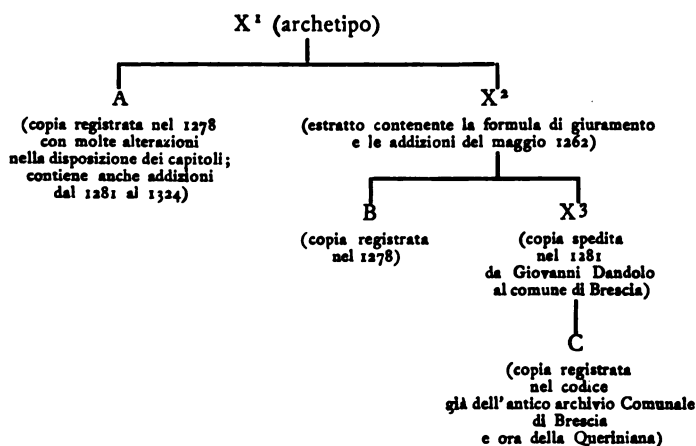 X¹ (archetipo)
A
(copia registrata nel 1278
con molte alterazioni
nella disposizione dei capitoli;
contiene anche addizioni
dal 1281 al 1324)
X²
(estratto contenente la formula di giuramento
e le addizioni del maggio 1262)
B
(copia registrata
nel 1278)
X³
(copia spedita
nel 1281
da Giovanni Dandolo
al comune di Brescia)
C
(copia registrata
nel codice
già dell'antico archivio Comunale
di Brescia
e ora della Queriniana)